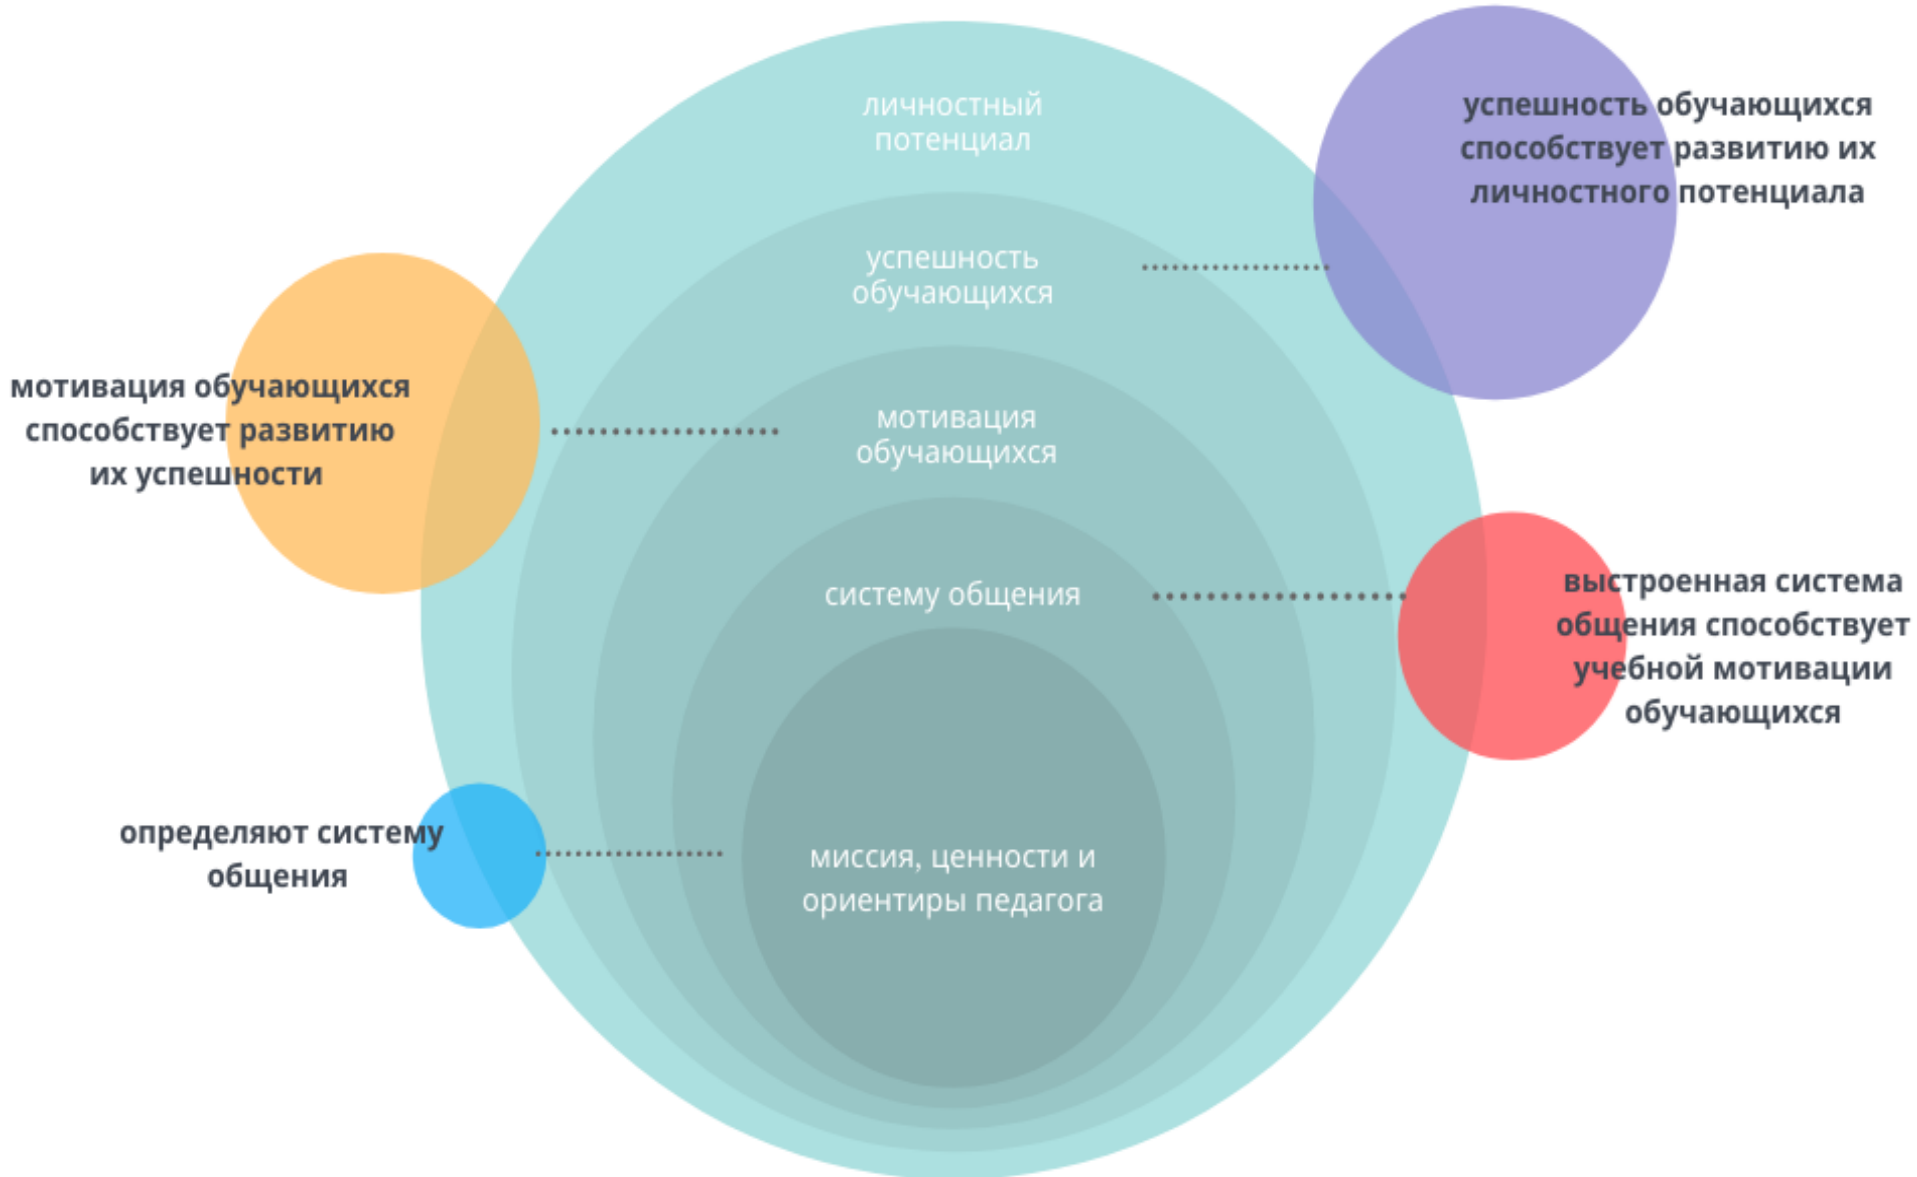 личностный
потенциал
успешность обучающихся
способствует развитию их
личностного потенциала
успешность
обучающихся
мотивация обучающихся
способствует развитию
их успешности
мотивация
обучающихся
систему общения
выстроенная система
общения способствует
учебной мотивации
обучающихся
определяют систему
общения
миссия, ценности и
ориентиры педагога